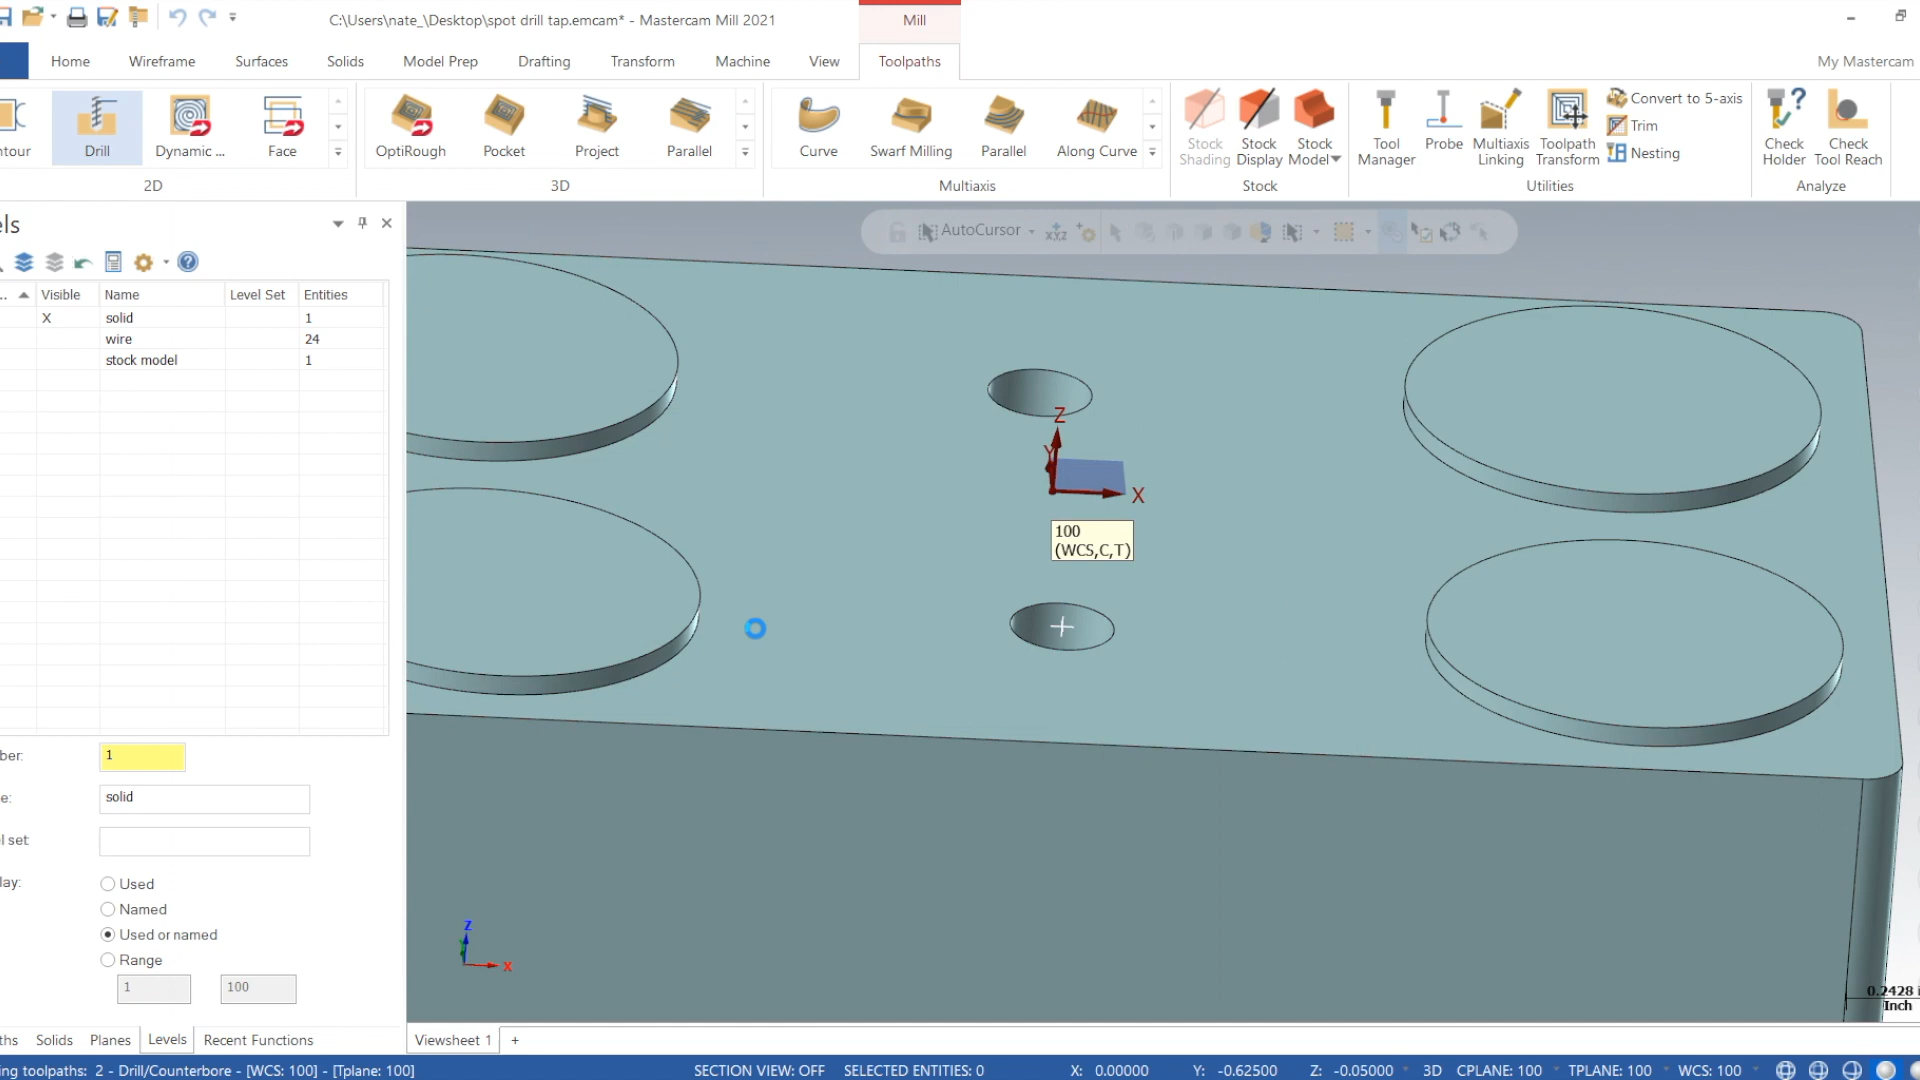 C:\Users\nate_\Desktop\spot drill tap.emcam* - Mastercam Mill 2021
Mill
Home Wireframe Surfaces Solids Model Prep Drafting Transform Machine View Toolpaths My Mastercam
ntour Drill Dynamic ... Face
2D
OptiRough Pocket Project Parallel
3D
Curve Swarf Milling Parallel Along Curve
Multiaxis
Stock Shading
Stock Display
Stock Model
Stock
Tool Manager
Probe
Multiaxis Linking
Toolpath Transform
Convert to 5-axis
Trim
Nesting
Utilities
Check Holder
Check Tool Reach
Analyze
els
.. Visible Name Level Set Entities
X solid 1
wire 24
stock model 1
ber: 1
e: solid
l set
lay:
Used
Named
Used or named
Range
1 100
AutoCursor
XYZ
Z
Y
X
100
(WCS,C,T)
Z
X
0.2428 i
Inch
ths Solids Planes Levels Recent Functions
Viewsheet 1 +
ing toolpaths: 2 - Drill/Counterbore - [WCS: 100] - [Tplane: 100] SECTION VIEW: OFF SELECTED ENTITIES: 0 X: 0.00000 Y: -0.62500 Z: -0.05000 3D CPLANE: 100 TPLANE: 100 WCS: 100